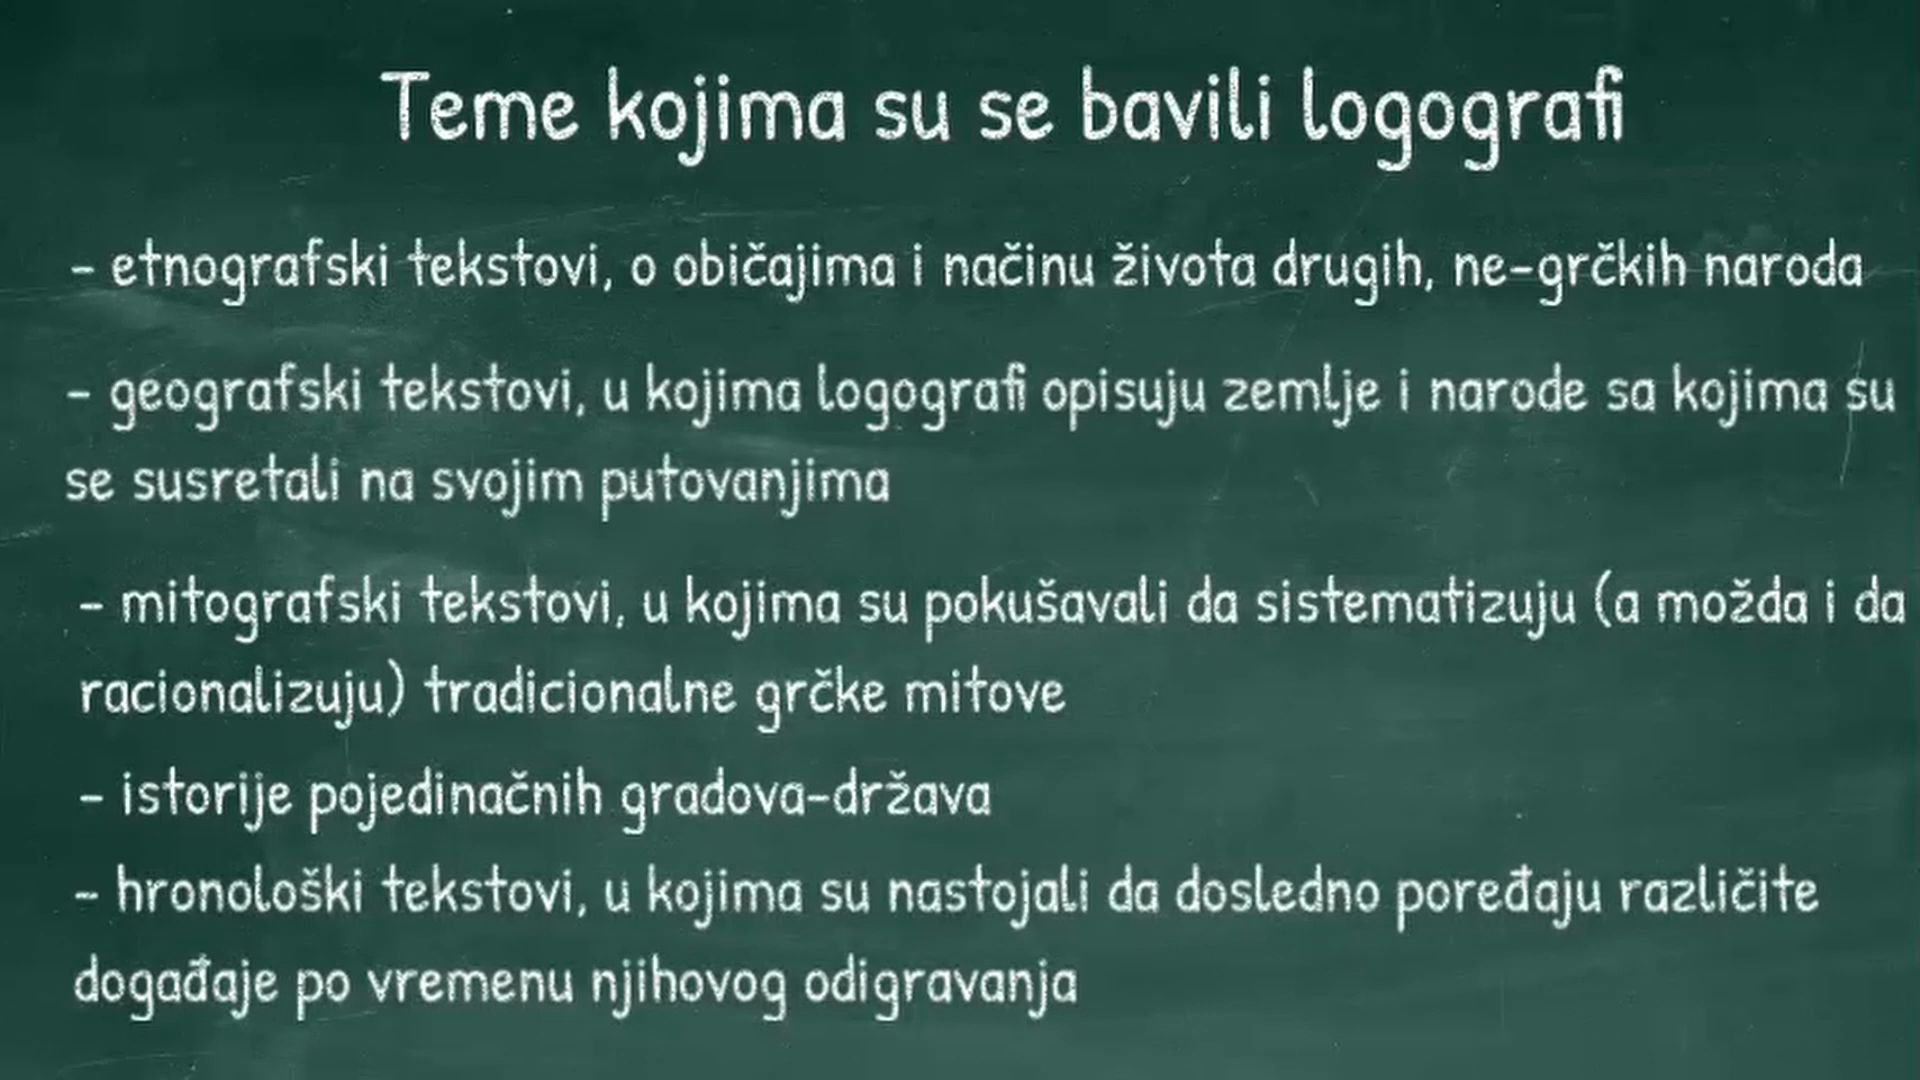 Teme kojima su se bavili logografi
- etnografski tekstovi, o običajima i načinu života drugih, ne-grčkih naroda
- geografski tekstovi, u kojima logografi opisuju zemlje i narode sa kojima su
se susretali na svojim putovanjima
- mitografski tekstovi, u kojima su pokušavali da sistematizuju (a možda i da
racionalizuju) tradicionalne grčke mitove
- istorije pojedinačnih gradova-država
- hronološki tekstovi, u kojima su nastojali da dosledno poređaju različite
događaje po vremenu njihovog odigravanja